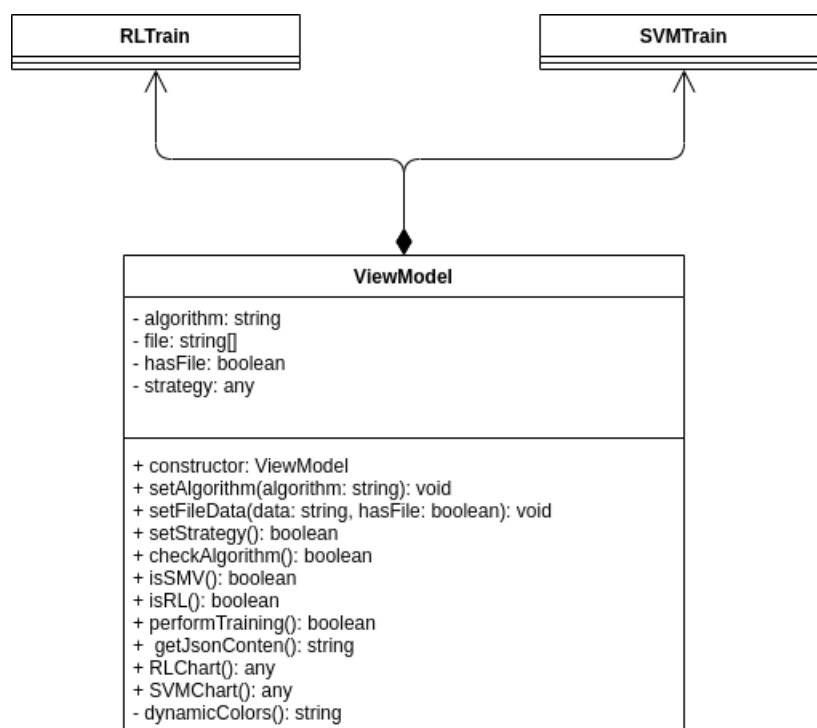 RLTrain
SVMTrain
ViewModel
- algorithm: string
- file: string[]
- hasFile: boolean
- strategy: any
+ constructor: ViewModel
+ setAlgorithm(algorithm: string): void
+ setFileData(data: string, hasFile: boolean): void
+ setStrategy(): boolean
+ checkAlgorithm(): boolean
+ isSMV(): boolean
+ isRL(): boolean
+ performTraining(): boolean
+  getJsonConten(): string
+ RLChart(): any
+ SVMChart(): any
- dynamicColors(): string